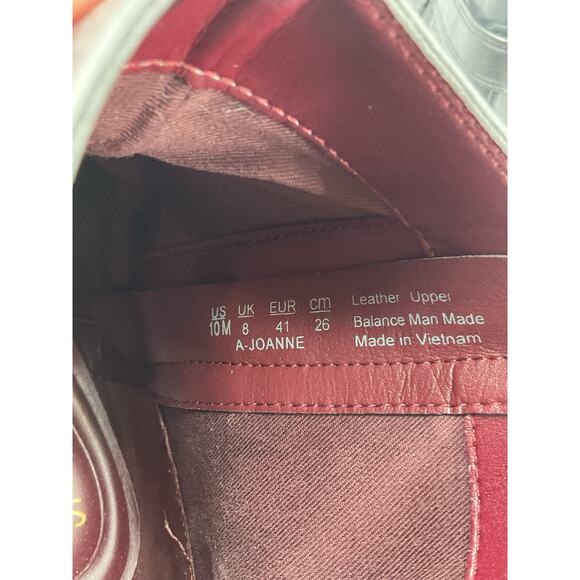 US UK EUR cm Leather Upper
10M 8 41 26 Balance Man Made
A-JOANNE Made in Vietnam